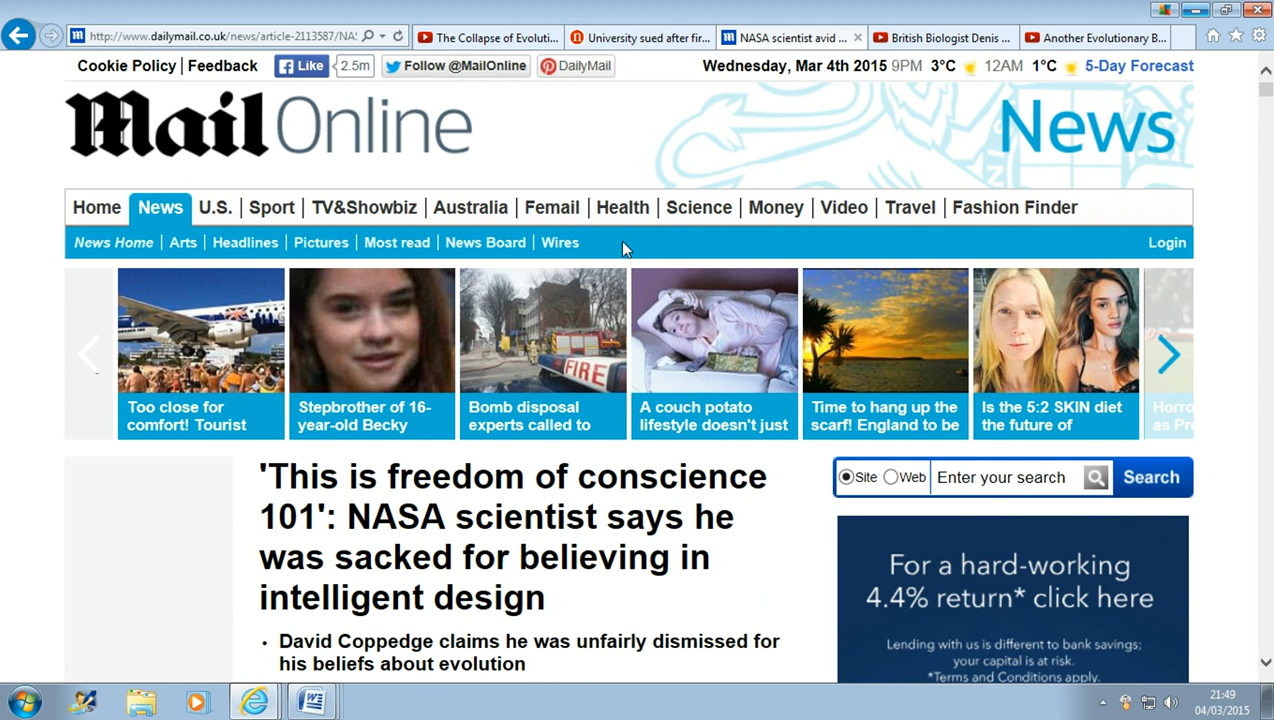 http://www.dailymail.co.uk/news/article-2113587/NA
The Collapse of Evoluti...
University sued after fir...
NASA scientist avid ...
British Biologist Denis ...
Another Evolutionary B...
Cookie Policy | Feedback
Like
2.5m
Follow @MailOnline
DailyMail
Wednesday, Mar 4th 2015 9PM 3°C 12AM 1°C 5-Day Forecast
Mail Online
News
Home News U.S. | Sport | TV&Showbiz | Australia | Femail | Health | Science | Money | Video | Travel | Fashion Finder
News Home | Arts | Headlines | Pictures | Most read | News Board | Wires
Login
FIRE
Too close for
comfort! Tourist
Stepbrother of 16-
year-old Becky
Bomb disposal
experts called to
A couch potato
lifestyle doesn't just
Time to hang up the
scarf! England to be
Is the 5:2 SKIN diet
the future of
'This is freedom of conscience
101': NASA scientist says he
was sacked for believing in
intelligent design
• David Coppedge claims he was unfairly dismissed for
his beliefs about evolution
Site Web Enter your search Search
For a hard-working
4.4% return* click here
Lending with us is different to bank savings;
your capital is at risk.
*Terms and Conditions apply.
21:49
04/03/2015